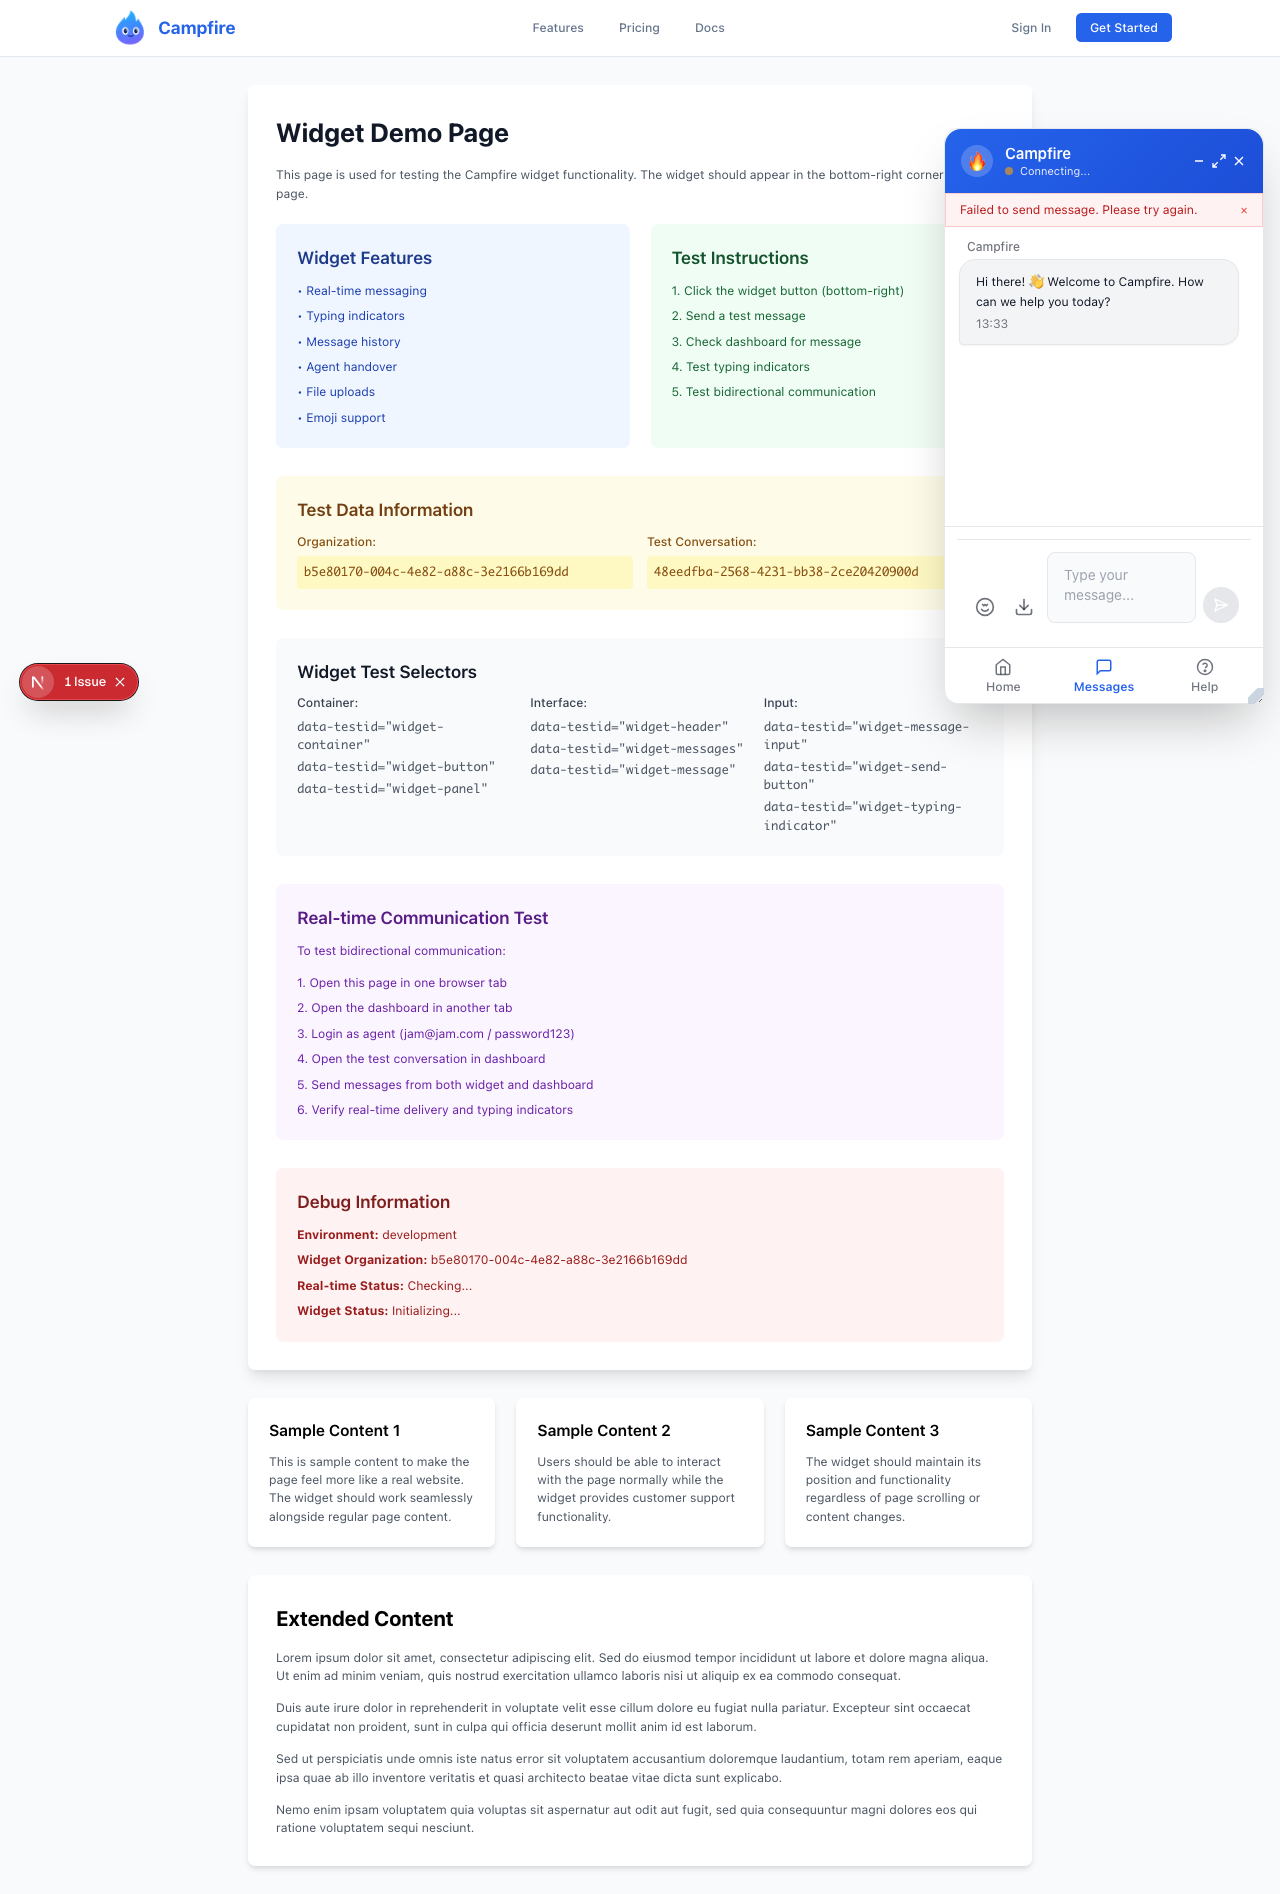 Campfire
Features
Pricing
Docs
Sign In
Get Started
Widget Demo Page
This page is used for testing the Campfire widget functionality. The widget should appear in the bottom-right corner
page.
Widget Features
• Real-time messaging
• Typing indicators
• Message history
• Agent handover
• File uploads
• Emoji support
Test Instructions
1. Click the widget button (bottom-right)
2. Send a test message
3. Check dashboard for message
4. Test typing indicators
5. Test bidirectional communication
Campfire
Connecting...
Failed to send message. Please try again.
×
Campfire
Hi there! 👋 Welcome to Campfire. How
can we help you today?
13:33
Type your
message...
Home
Messages
Help
Test Data Information
Organization:
b5e80170-004c-4e82-a88c-3e2166b169dd
Test Conversation:
48eedfba-2568-4231-bb38-2ce20420900d
N 1 Issue
Widget Test Selectors
Container:
data-testid="widget-
container"
data-testid="widget-button"
data-testid="widget-panel"
Interface:
data-testid="widget-header"
data-testid="widget-messages"
data-testid="widget-message"
Input:
data-testid="widget-message-
input"
data-testid="widget-send-
button"
data-testid="widget-typing-
indicator"
Real-time Communication Test
To test bidirectional communication:
1. Open this page in one browser tab
2. Open the dashboard in another tab
3. Login as agent (jam@jam.com / password123)
4. Open the test conversation in dashboard
5. Send messages from both widget and dashboard
6. Verify real-time delivery and typing indicators
Debug Information
Environment: development
Widget Organization: b5e80170-004c-4e82-a88c-3e2166b169dd
Real-time Status: Checking...
Widget Status: Initializing...
Sample Content 1
This is sample content to make the
page feel more like a real website.
The widget should work seamlessly
alongside regular page content.
Sample Content 2
Users should be able to interact
with the page normally while the
widget provides customer support
functionality.
Sample Content 3
The widget should maintain its
position and functionality
regardless of page scrolling or
content changes.
Extended Content
Lorem ipsum dolor sit amet, consectetur adipiscing elit. Sed do eiusmod tempor incididunt ut labore et dolore magna aliqua.
Ut enim ad minim veniam, quis nostrud exercitation ullamco laboris nisi ut aliquip ex ea commodo consequat.
Duis aute irure dolor in reprehenderit in voluptate velit esse cillum dolore eu fugiat nulla pariatur. Excepteur sint occaecat
cupidatat non proident, sunt in culpa qui officia deserunt mollit anim id est laborum.
Sed ut perspiciatis unde omnis iste natus error sit voluptatem accusantium doloremque laudantium, totam rem aperiam, eaque
ipsa quae ab illo inventore veritatis et quasi architecto beatae vitae dicta sunt explicabo.
Nemo enim ipsam voluptatem quia voluptas sit aspernatur aut odit aut fugit, sed quia consequuntur magni dolores eos qui
ratione voluptatem sequi nesciunt.